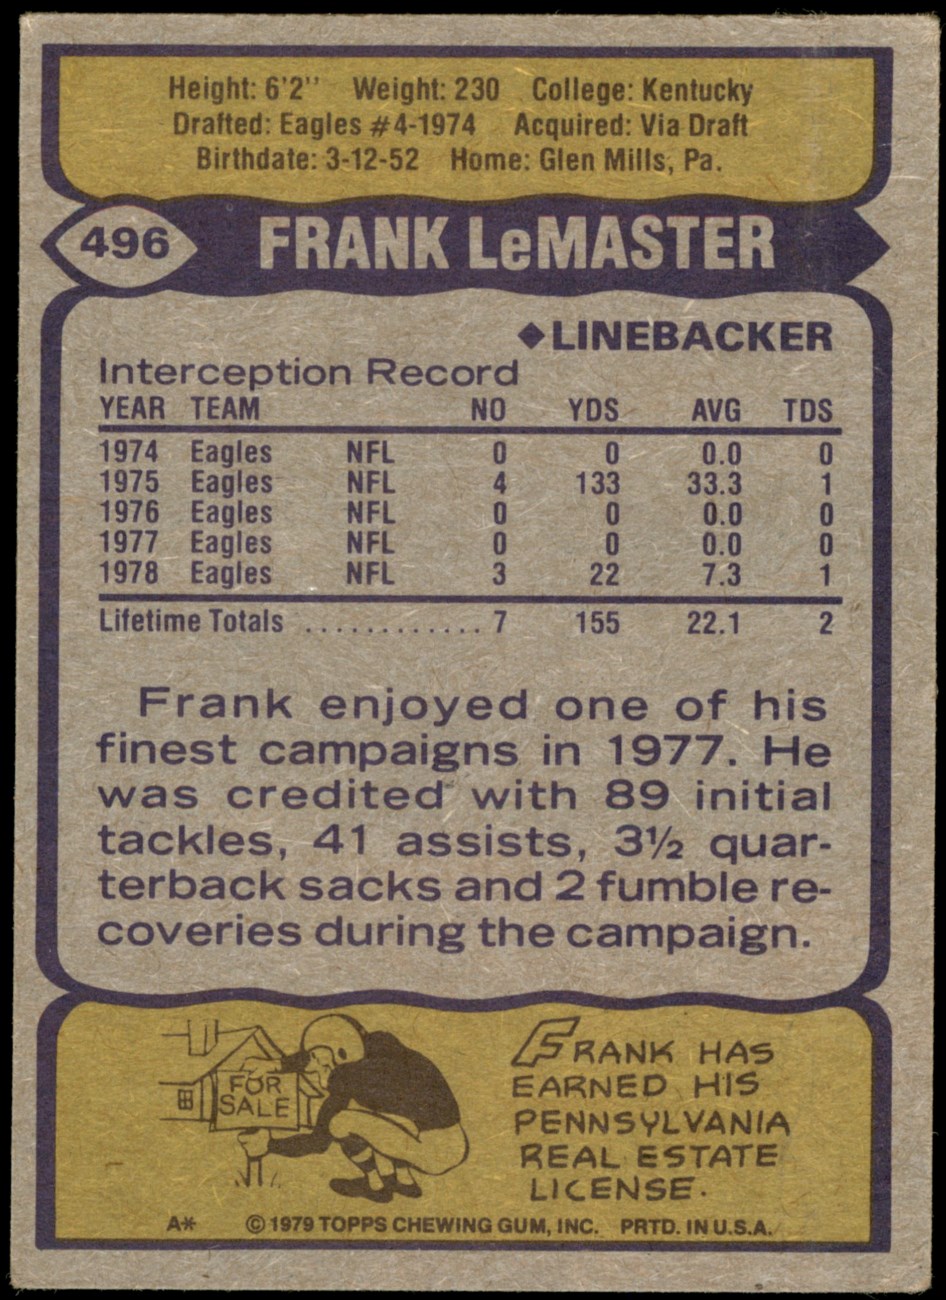 Height: 6'2" Weight: 230 College: Kentucky
Drafted: Eagles #4-1974 Acquired: Via Draft
Birthdate: 3-12-52 Home: Glen Mills, Pa.
496 FRANK LeMASTER
◆LINEBACKER
Interception Record
YEAR TEAM NO YDS AVG TDS
1974 Eagles NFL 0 0 0.0 0
1975 Eagles NFL 4 133 33.3 1
1976 Eagles NFL 0 0 0.0 0
1977 Eagles NFL 0 0 0.0 0
1978 Eagles NFL 3 22 7.3 1
Lifetime Totals ............. 7 155 22.1 2
Frank enjoyed one of his
finest campaigns in 1977. He
was credited with 89 initial
tackles, 41 assists, 3½ quar-
terback sacks and 2 fumble re-
coveries during the campaign.
FOR
SALE
FRANK HAS
EARNED HIS
PENNSYLVANIA
REAL ESTATE
LICENSE.
A* © 1979 TOPPS CHEWING GUM, INC. PRTD. IN U.S.A.